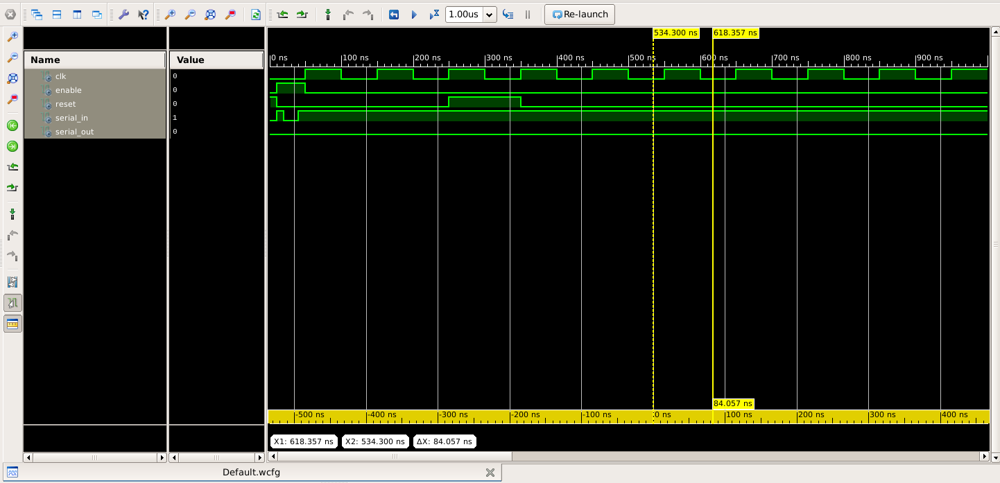 1.00us
Re-launch
534.300 ns 618.357 ns
Name Value
0 ns 100 ns 200 ns 300 ns 400 ns 500 ns 600 ns 700 ns 800 ns 900 ns
clk 0
enable 0
reset 0
serial_in 1
serial_out 0
84.057 ns
-500 ns -400 ns -300 ns -200 ns -100 ns 0 ns 100 ns 200 ns 300 ns 400 ns
X1: 618.357 ns X2: 534.300 ns ΔX: 84.057 ns
Default.wcfg